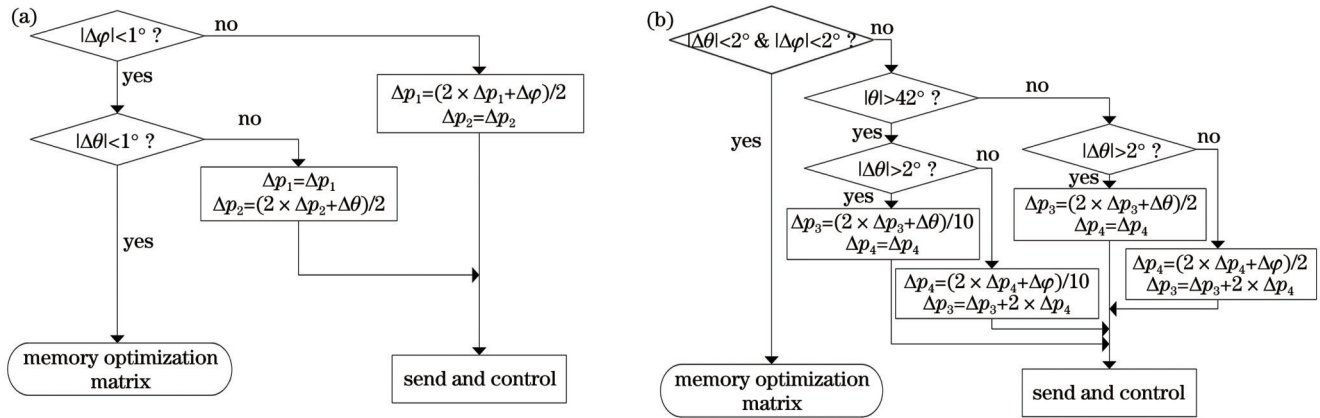 (a)
|Δφ|<1° ?
no
yes
Δp₁=(2 × Δp₁+Δφ)/2
Δp₂=Δp₂
|Δθ|<1° ?
no
Δp₁=Δp₁
Δp₂=(2 × Δp₂+Δθ)/2
yes
memory optimization
matrix
send and control
(b)
|Δθ|<2° & |Δφ|<2° ?
no
|θ|>42° ?
no
yes
yes
|Δθ|>2° ?
no
|Δθ|>2° ?
no
yes
yes
Δp₃=(2 × Δp₃+Δθ)/10
Δp₄=Δp₄
Δp₃=(2 × Δp₃+Δθ)/2
Δp₄=Δp₄
Δp₄=(2 × Δp₄+Δφ)/10
Δp₃=Δp₃+2 × Δp₄
Δp₄=(2 × Δp₄+Δφ)/2
Δp₃=Δp₃+2 × Δp₄
memory optimization
matrix
send and control